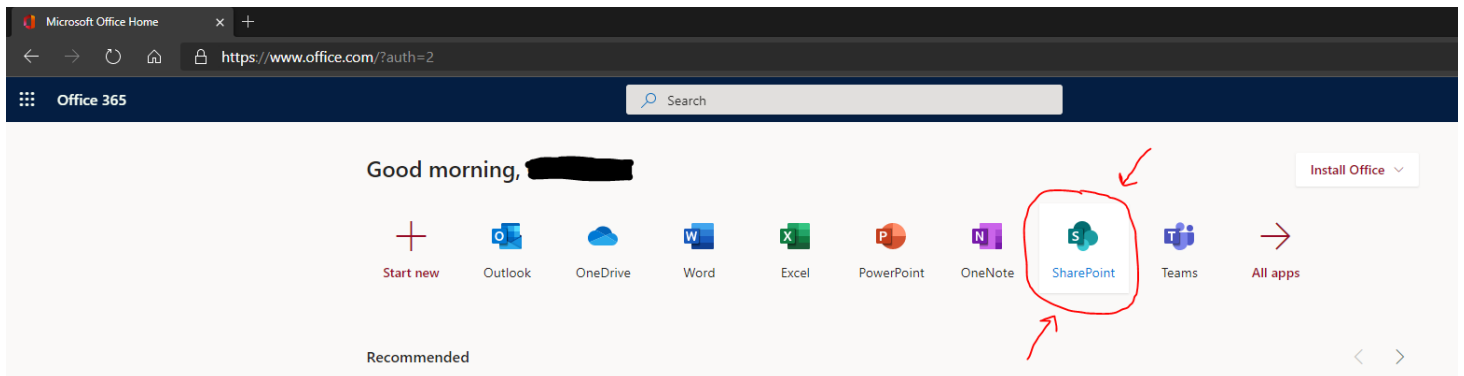 Microsoft Office Home
https://www.office.com/?auth=2
Office 365
Search
Good morning,
Install Office
Start new
Outlook
OneDrive
Word
Excel
PowerPoint
OneNote
SharePoint
Teams
All apps
Recommended